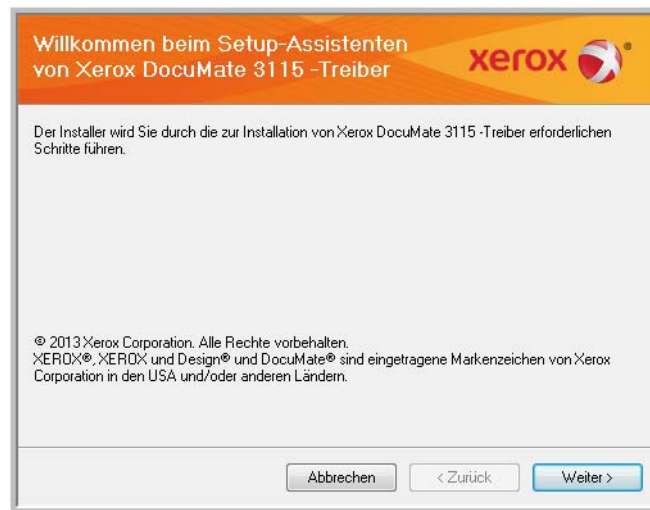 Willkommen beim Setup-Assistenten
von Xerox DocuMate 3115 -Treiber
xerox
Der Installer wird Sie durch die zur Installation von Xerox DocuMate 3115 -Treiber erforderlichen
Schritte führen.
© 2013 Xerox Corporation. Alle Rechte vorbehalten.
XEROX®, XEROX und Design® und DocuMate® sind eingetragene Markenzeichen von Xerox
Corporation in den USA und/oder anderen Ländern.
Abbrechen < Zurück Weiter >